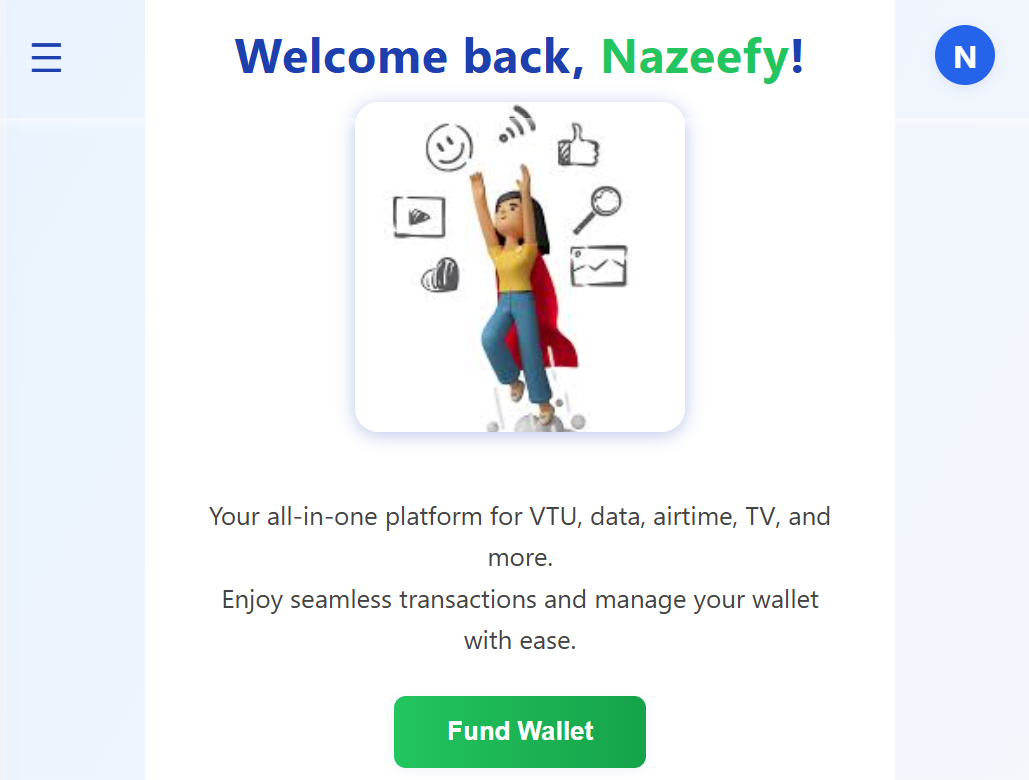 Welcome back, Nazeefy!
N
Your all-in-one platform for VTU, data, airtime, TV, and
more.
Enjoy seamless transactions and manage your wallet
with ease.
Fund Wallet